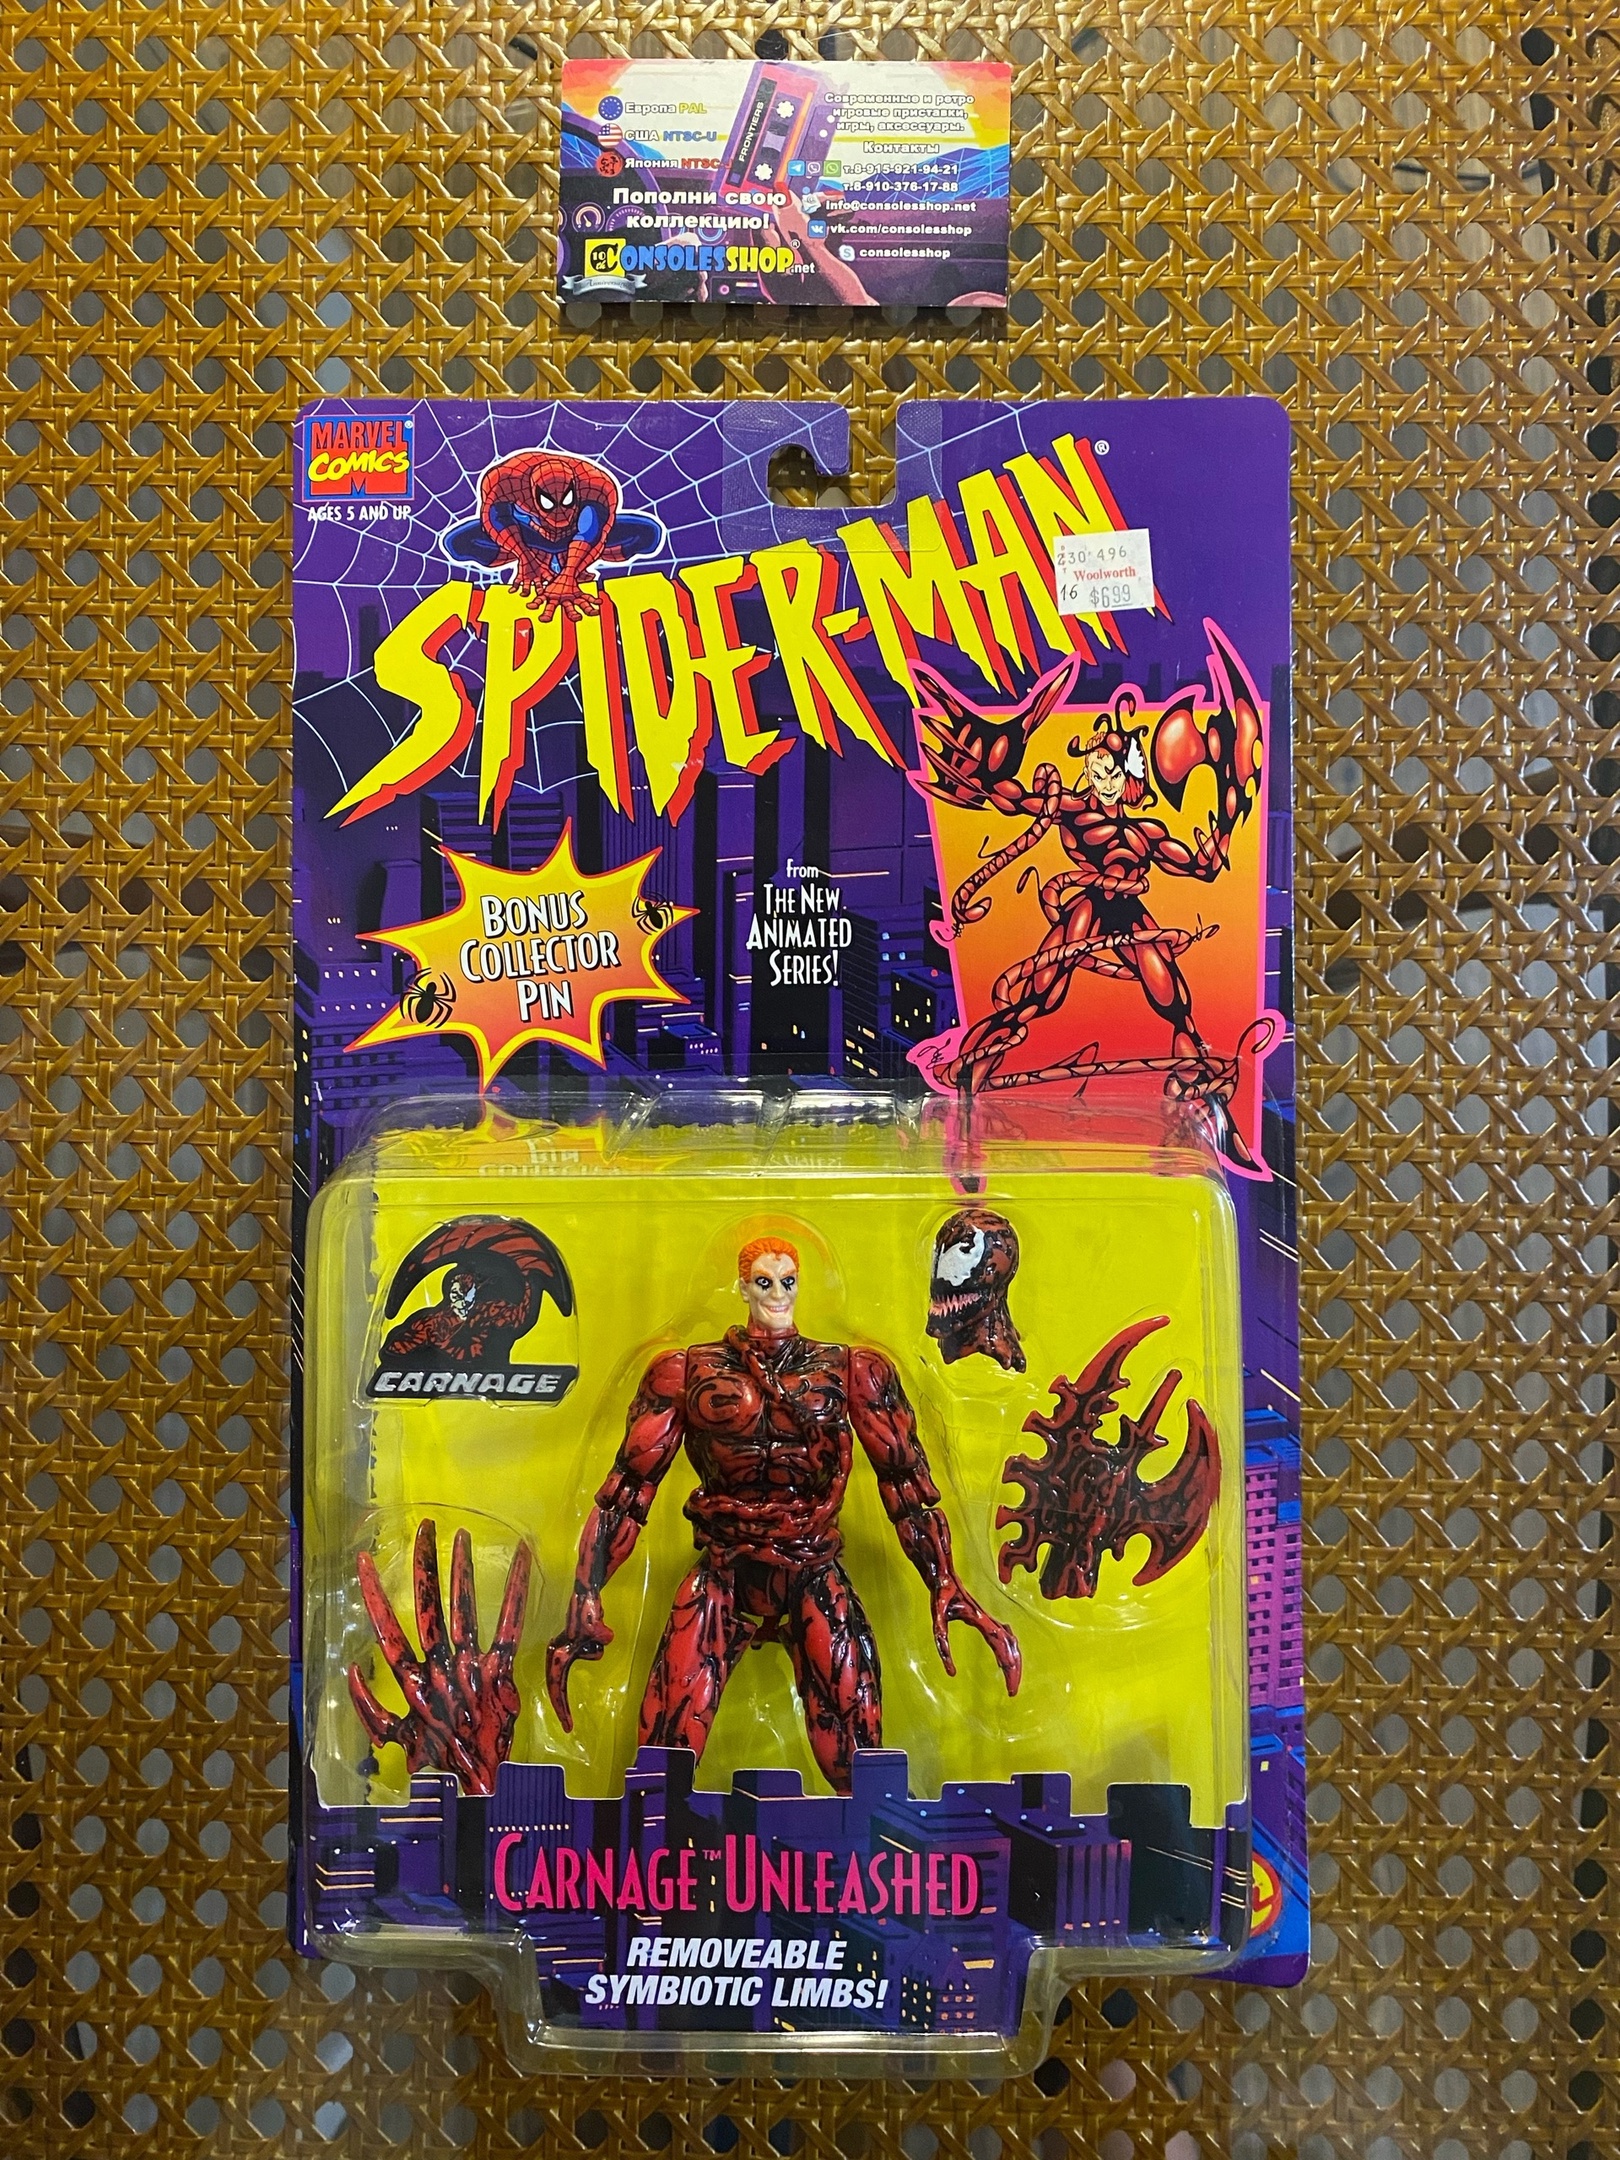 Европа PAL
США NTSC-U
Япония NTSC-J
Пополни свою
коллекцию!
CONSOLESSHOP®.net
FRONTIERS
Современные и ретро
игровые приставки,
игры, аксессуары.
Контакты
т.8-915-921-94-21
т.8-910-376-17-88
info@consolesshop.net
vk.com/consolesshop
consolesshop
MARVEL®
COMICS
M
AGES 5 AND UP
SPIDER-MAN®
230 496
Woolworth
16 $6.99
BONUS
COLLECTOR
PIN
from
THE NEW
ANIMATED
SERIES!
CARNAGE
CARNAGE™ UNLEASHED
REMOVEABLE
SYMBIOTIC LIMBS!